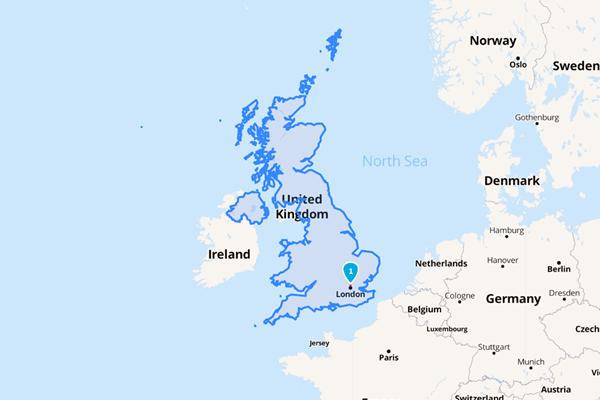 Norway
Oslo
Sweden
Gothenburg
North Sea
Denmark
United
Kingdom
Hamburg
Ireland
Netherlands
Hanover
Berlin
1
London
Cologne
Germany
Dresden
Belgium
Luxembourg
Czech
Jersey
Paris
Stuttgart
Munich
Austria
Switzerland